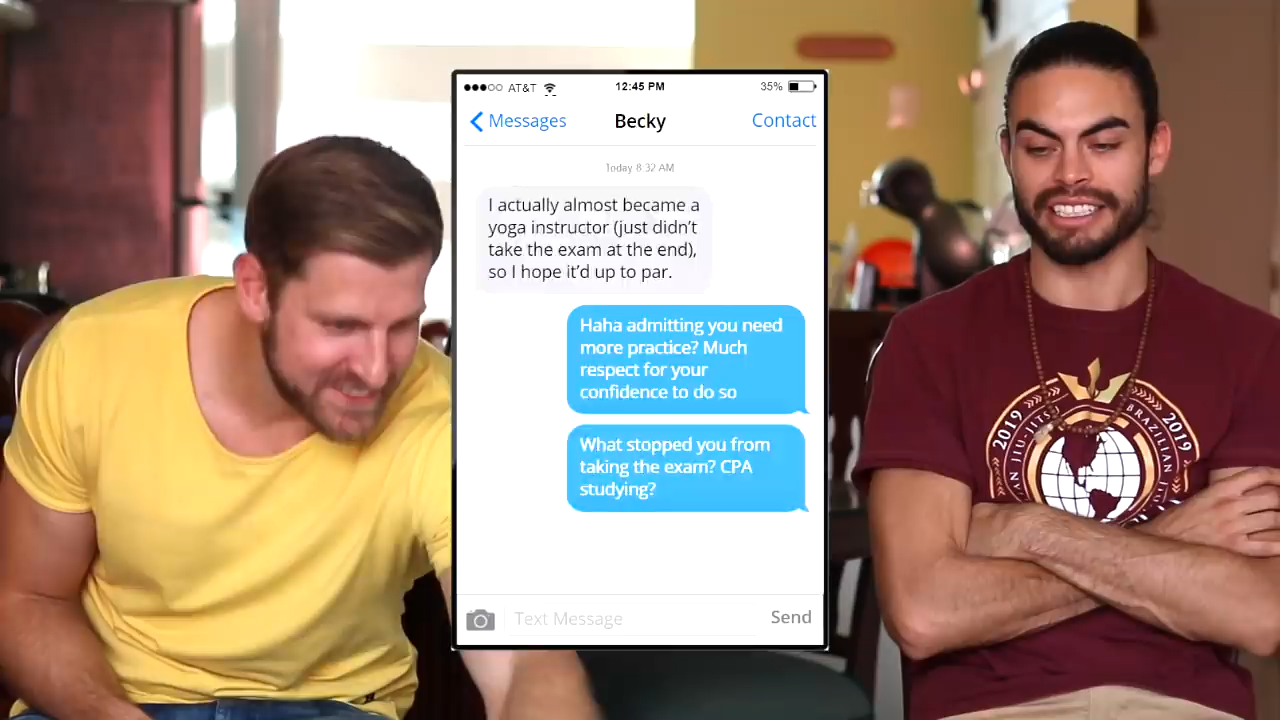 AT&T
12:45 PM
35%
Messages
Becky
Contact
Today 8 32 AM
I actually almost became a
yoga instructor (just didn't
take the exam at the end),
so I hope it'd up to par.
Haha admitting you need
more practice? Much
respect for your
confidence to do so
What stopped you from
taking the exam? CPA
studying?
Text Message
Send
2019
2019
JIU-JITSU
BRAZILIAN